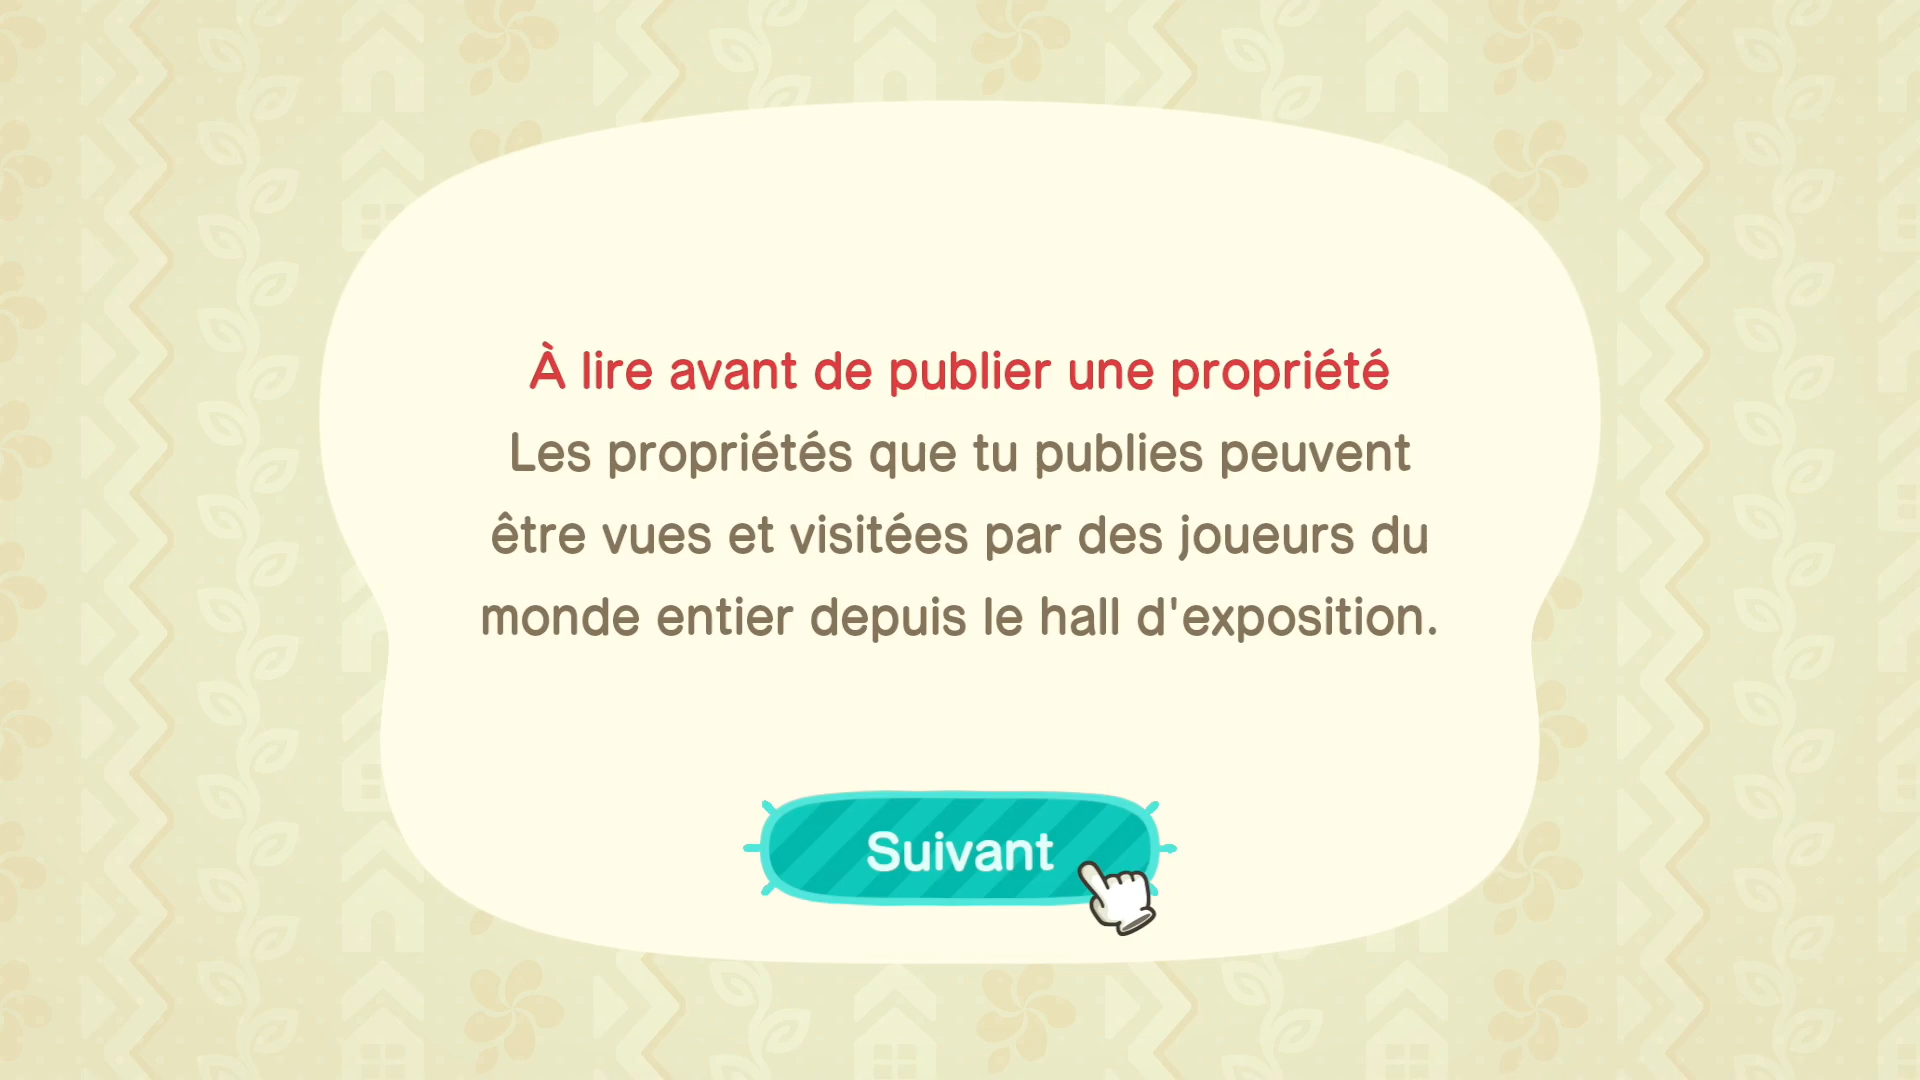 À lire avant de publier une propriété
Les propriétés que tu publies peuvent
être vues et visitées par des joueurs du
monde entier depuis le hall d'exposition.
Suivant